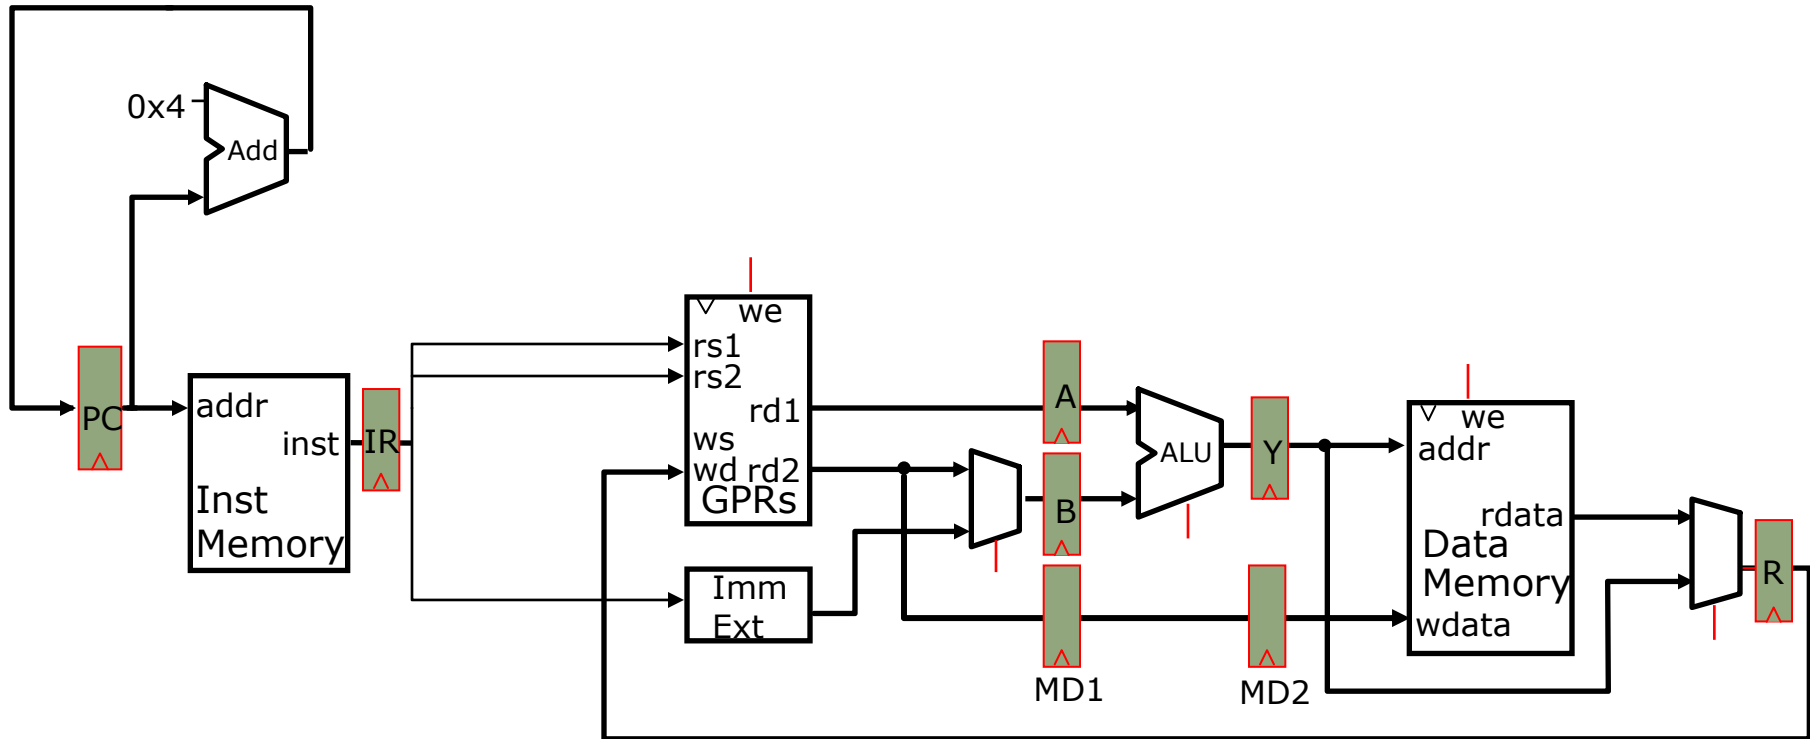 0x4
Add
PC
addr
inst
Inst
Memory
IR
we
rs1
rs2
rd1
ws
wd rd2
GPRs
Imm
Ext
A
B
MD1
ALU
Y
MD2
we
addr
rdata
Data
Memory
wdata
R